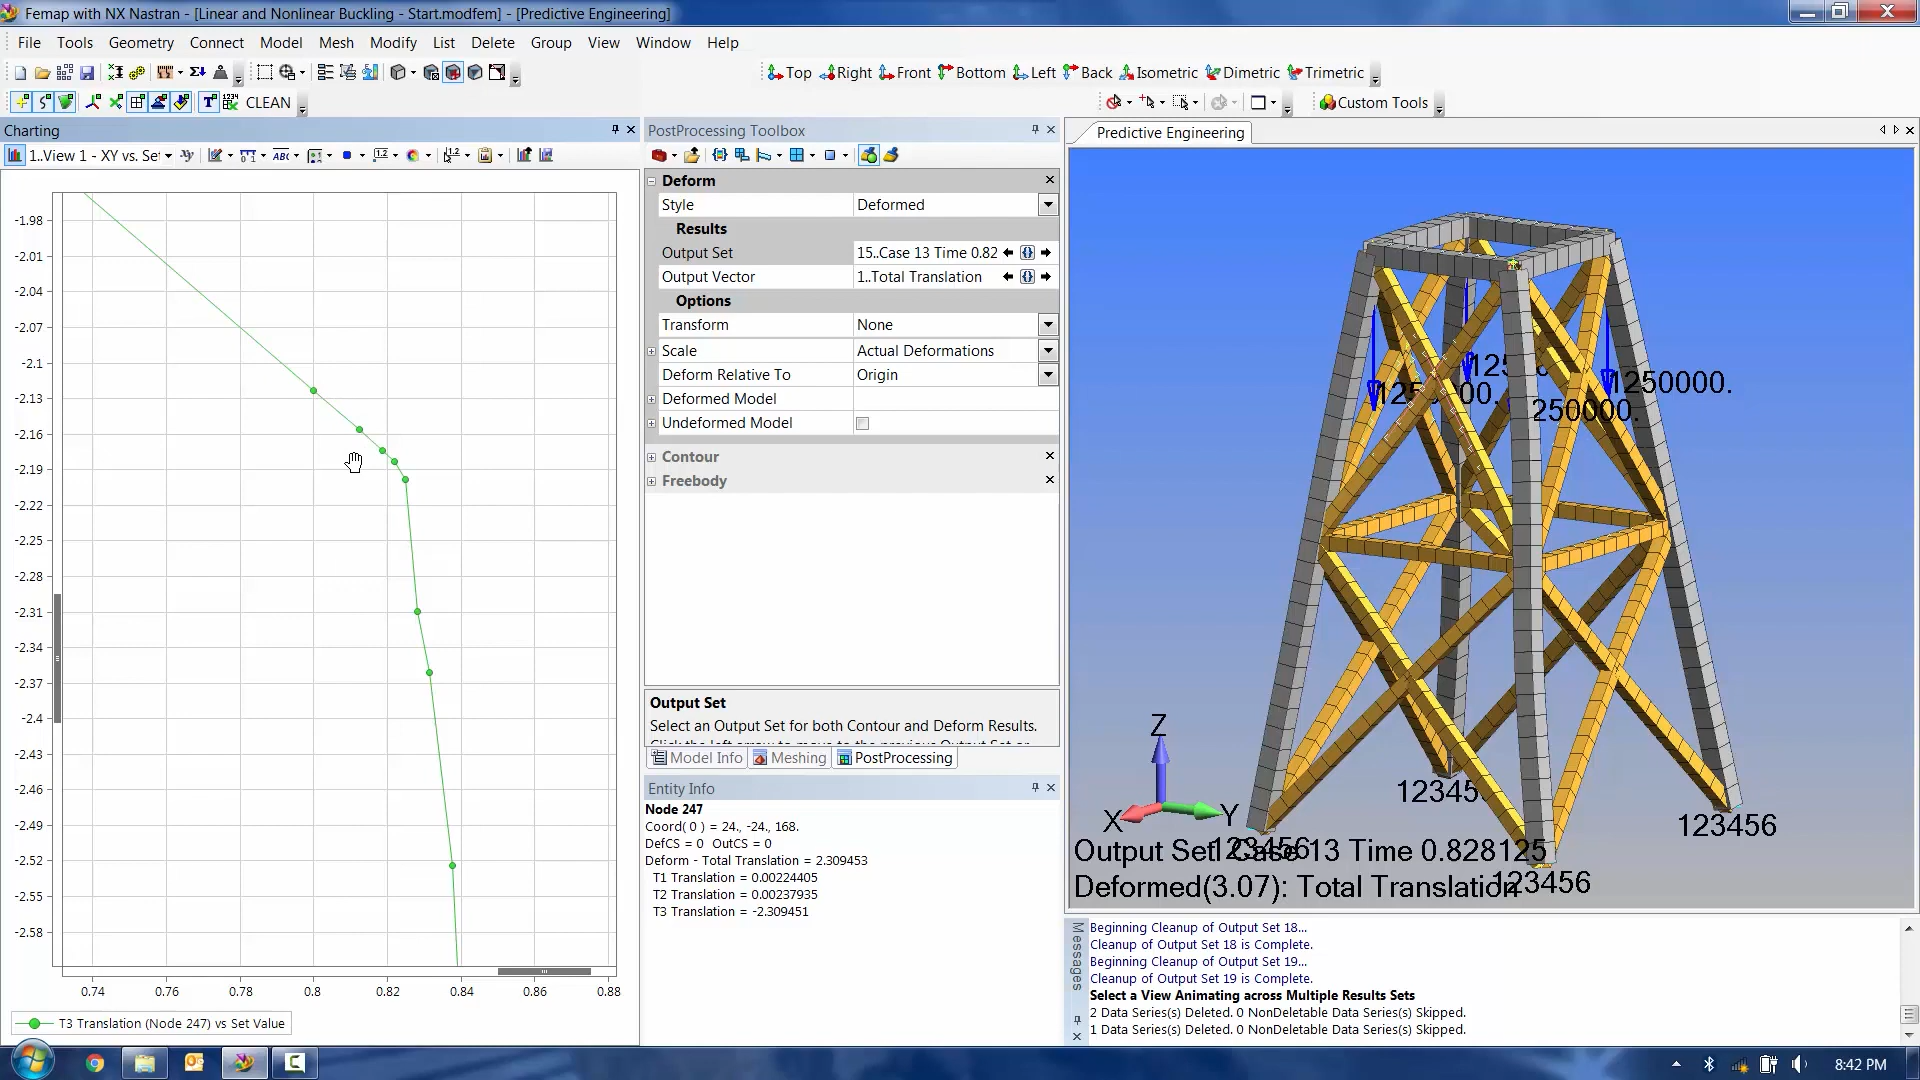 Femap with NX Nastran - [Linear and Nonlinear Buckling - Start.modfem] - [Predictive Engineering]
File Tools Geometry Connect Model Mesh Modify List Delete Group View Window Help
Top Right Front Bottom Left Back Isometric Dimetric Trimetric
CLEAN
Custom Tools
Charting
1..View 1 - XY vs. Set
-1.98
-2.01
-2.04
-2.07
-2.1
-2.13
-2.16
-2.19
-2.22
-2.25
-2.28
-2.31
-2.34
-2.37
-2.4
-2.43
-2.46
-2.49
-2.52
-2.55
-2.58
0.74 0.76 0.78 0.8 0.82 0.84 0.86 0.88
T3 Translation (Node 247) vs Set Value
PostProcessing Toolbox
Deform
Style Deformed
Results
Output Set 15..Case 13 Time 0.82
Output Vector 1..Total Translation
Options
Transform None
Scale Actual Deformations
Deform Relative To Origin
Deformed Model
Undeformed Model
Contour
Freebody
Output Set
Select an Output Set for both Contour and Deform Results.
Model Info Meshing PostProcessing
Entity Info
Node 247
Coord( 0 ) = 24., -24., 168.
DefCS = 0 OutCS = 0
Deform - Total Translation = 2.309453
T1 Translation = 0.00224405
T2 Translation = 0.00237935
T3 Translation = -2.309451
Predictive Engineering
1250000.
250000.
Z
X
Y
123456
123456
123456
Output Set: Case 13 Time 0.828125
Deformed(3.07): Total Translation
Messages
Beginning Cleanup of Output Set 18...
Cleanup of Output Set 18 is Complete.
Beginning Cleanup of Output Set 19...
Cleanup of Output Set 19 is Complete.
Select a View Animating across Multiple Results Sets
2 Data Series(s) Deleted. 0 NonDeletable Data Series(s) Skipped.
1 Data Series(s) Deleted. 0 NonDeletable Data Series(s) Skipped.
8:42 PM